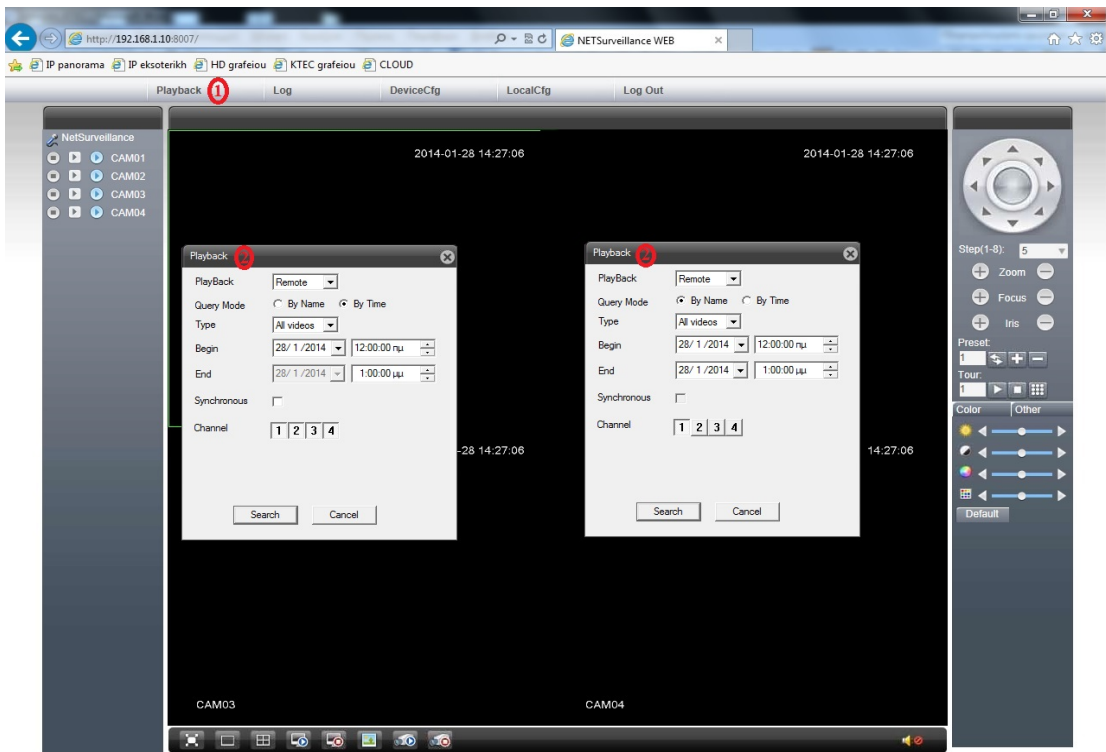 http://192.168.1.10:8007/
NETSurveillance WEB
IP panorama IP eksoterikh HD grafeiou KTEC grafeiou CLOUD
Playback 1 Log DeviceCfg LocalCfg Log Out
NetSurveillance
CAM01
CAM02
CAM03
CAM04
2014-01-28 14:27:06
2014-01-28 14:27:06
Playback 2
PlayBack Remote
Query Mode By Name By Time
Type All videos
Begin 28/ 1 /2014 12:00:00 πμ
End 28/ 1 /2014 1:00:00 μμ
Synchronous
Channel 1 2 3 4
Search Cancel
-28 14:27:06
Playback 2
PlayBack Remote
Query Mode By Name By Time
Type All videos
Begin 28/ 1 /2014 12:00:00 πμ
End 28/ 1 /2014 1:00:00 μμ
Synchronous
Channel 1 2 3 4
Search Cancel
14:27:06
CAM03
CAM04
Step(1-8): 5
Zoom
Focus
Iris
Preset:
1
Tour:
1
Color Other
Default